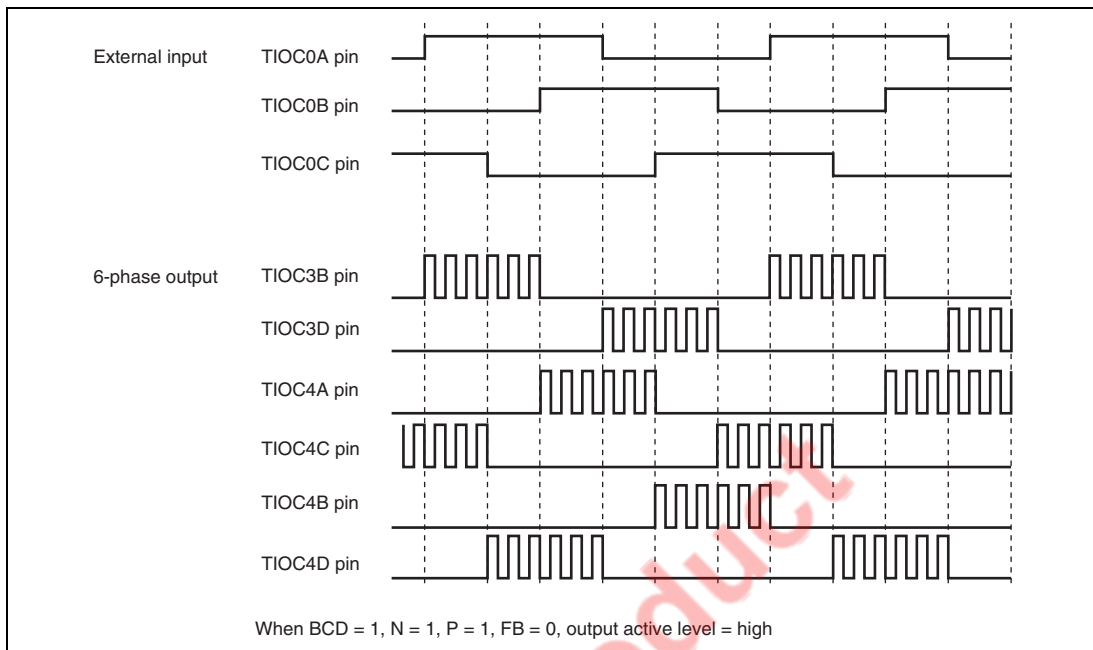 External input TIOC0A pin
TIOC0B pin
TIOC0C pin
6-phase output TIOC3B pin
TIOC3D pin
TIOC4A pin
TIOC4C pin
TIOC4B pin
TIOC4D pin
When BCD = 1, N = 1, P = 1, FB = 0, output active level = high